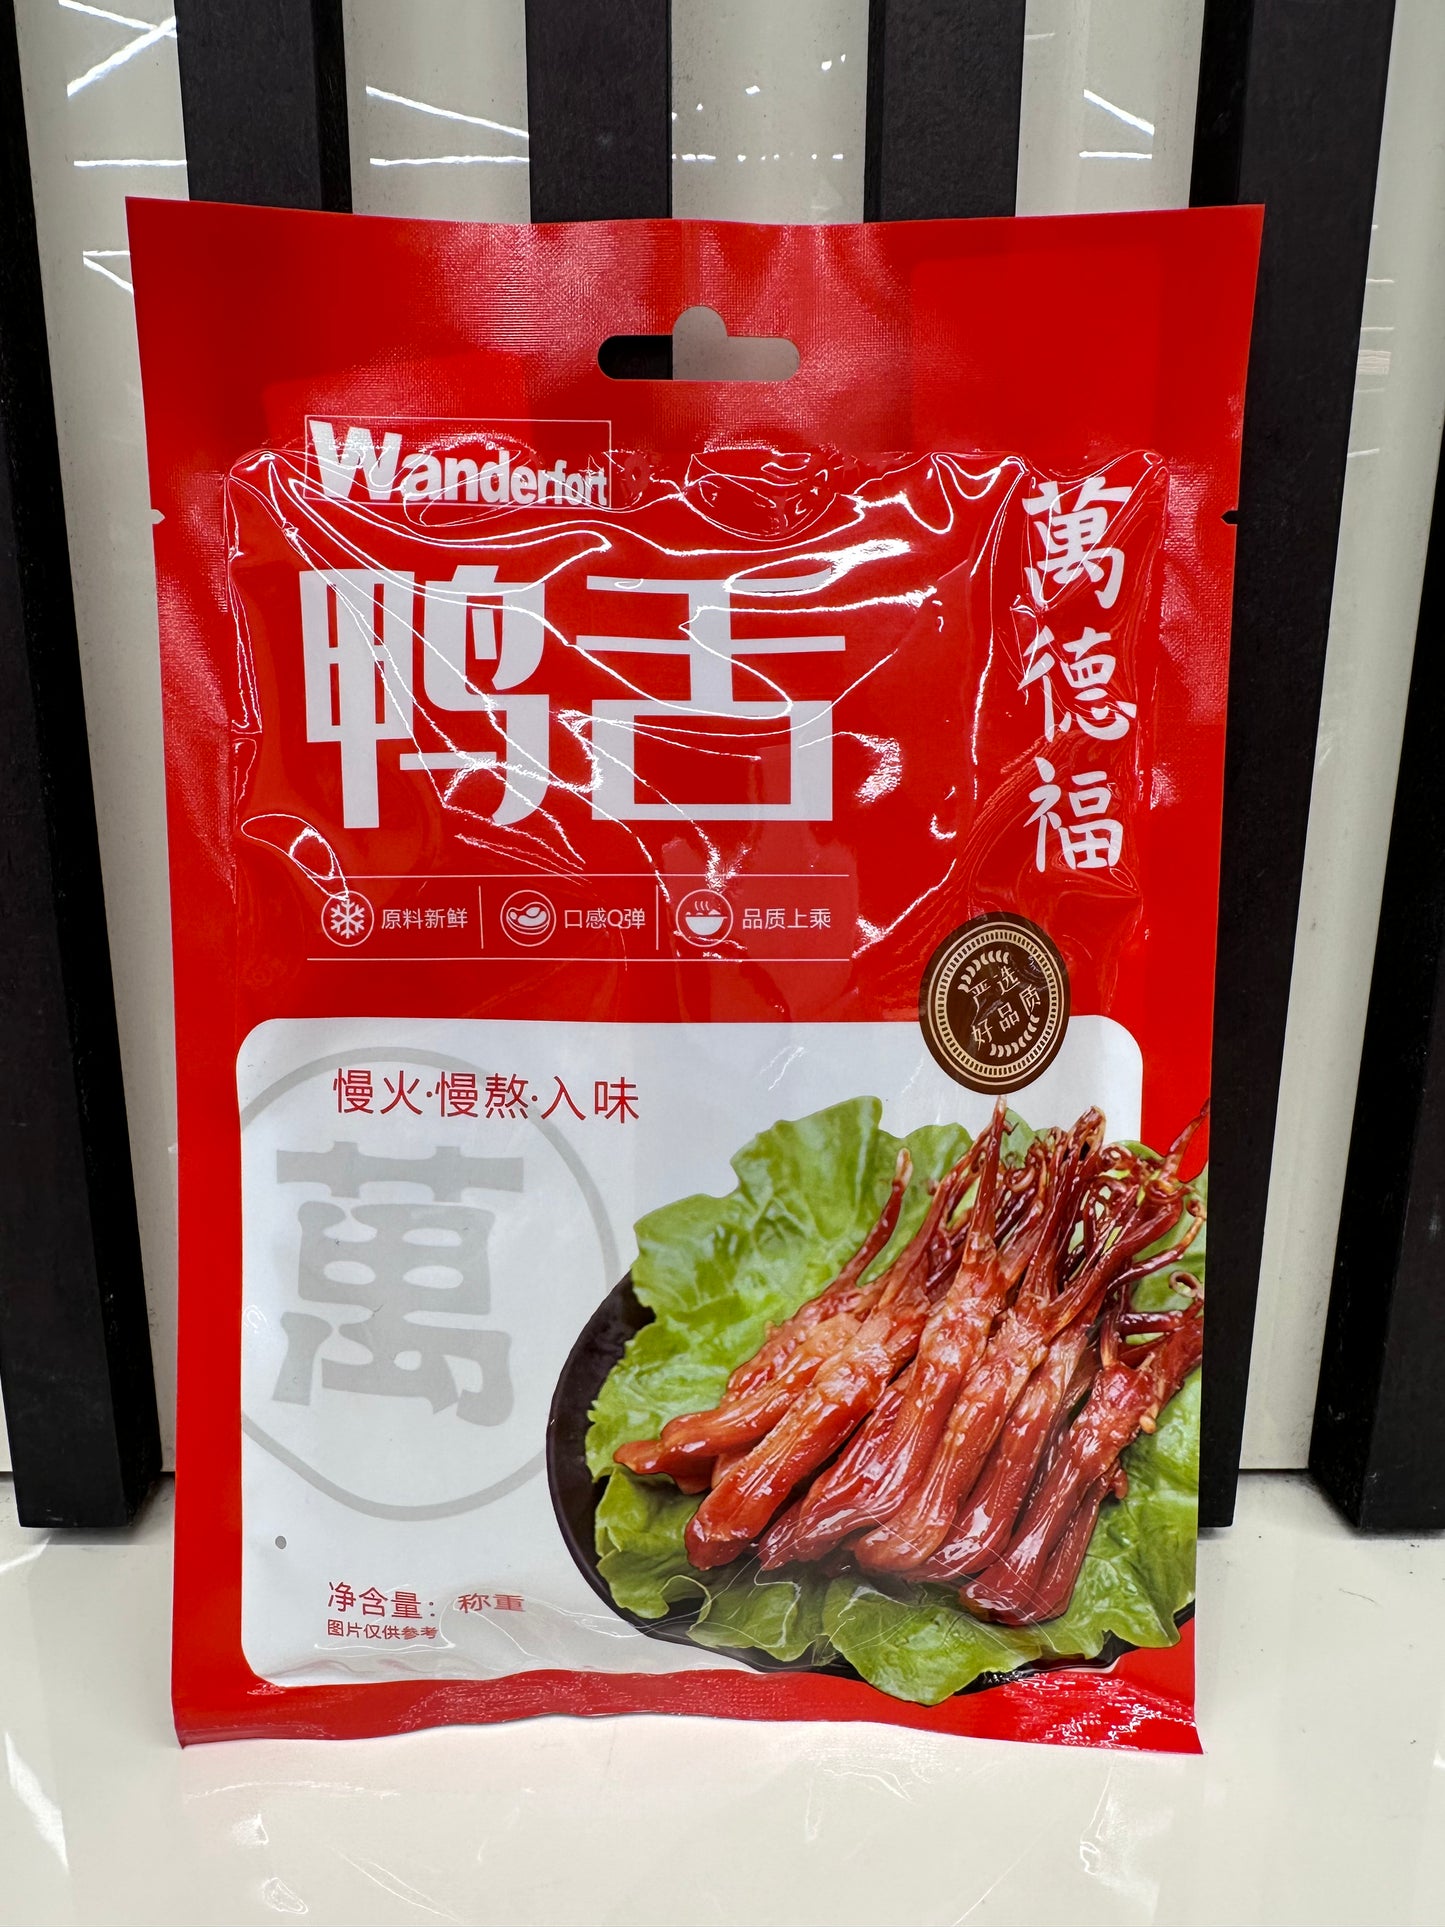 Wanderfort
鸭舌
萬德福
原料新鲜 口感Q弹 品质上乘
严选
好品质
慢火·慢熬·入味
萬
净含量：称重
图片仅供参考